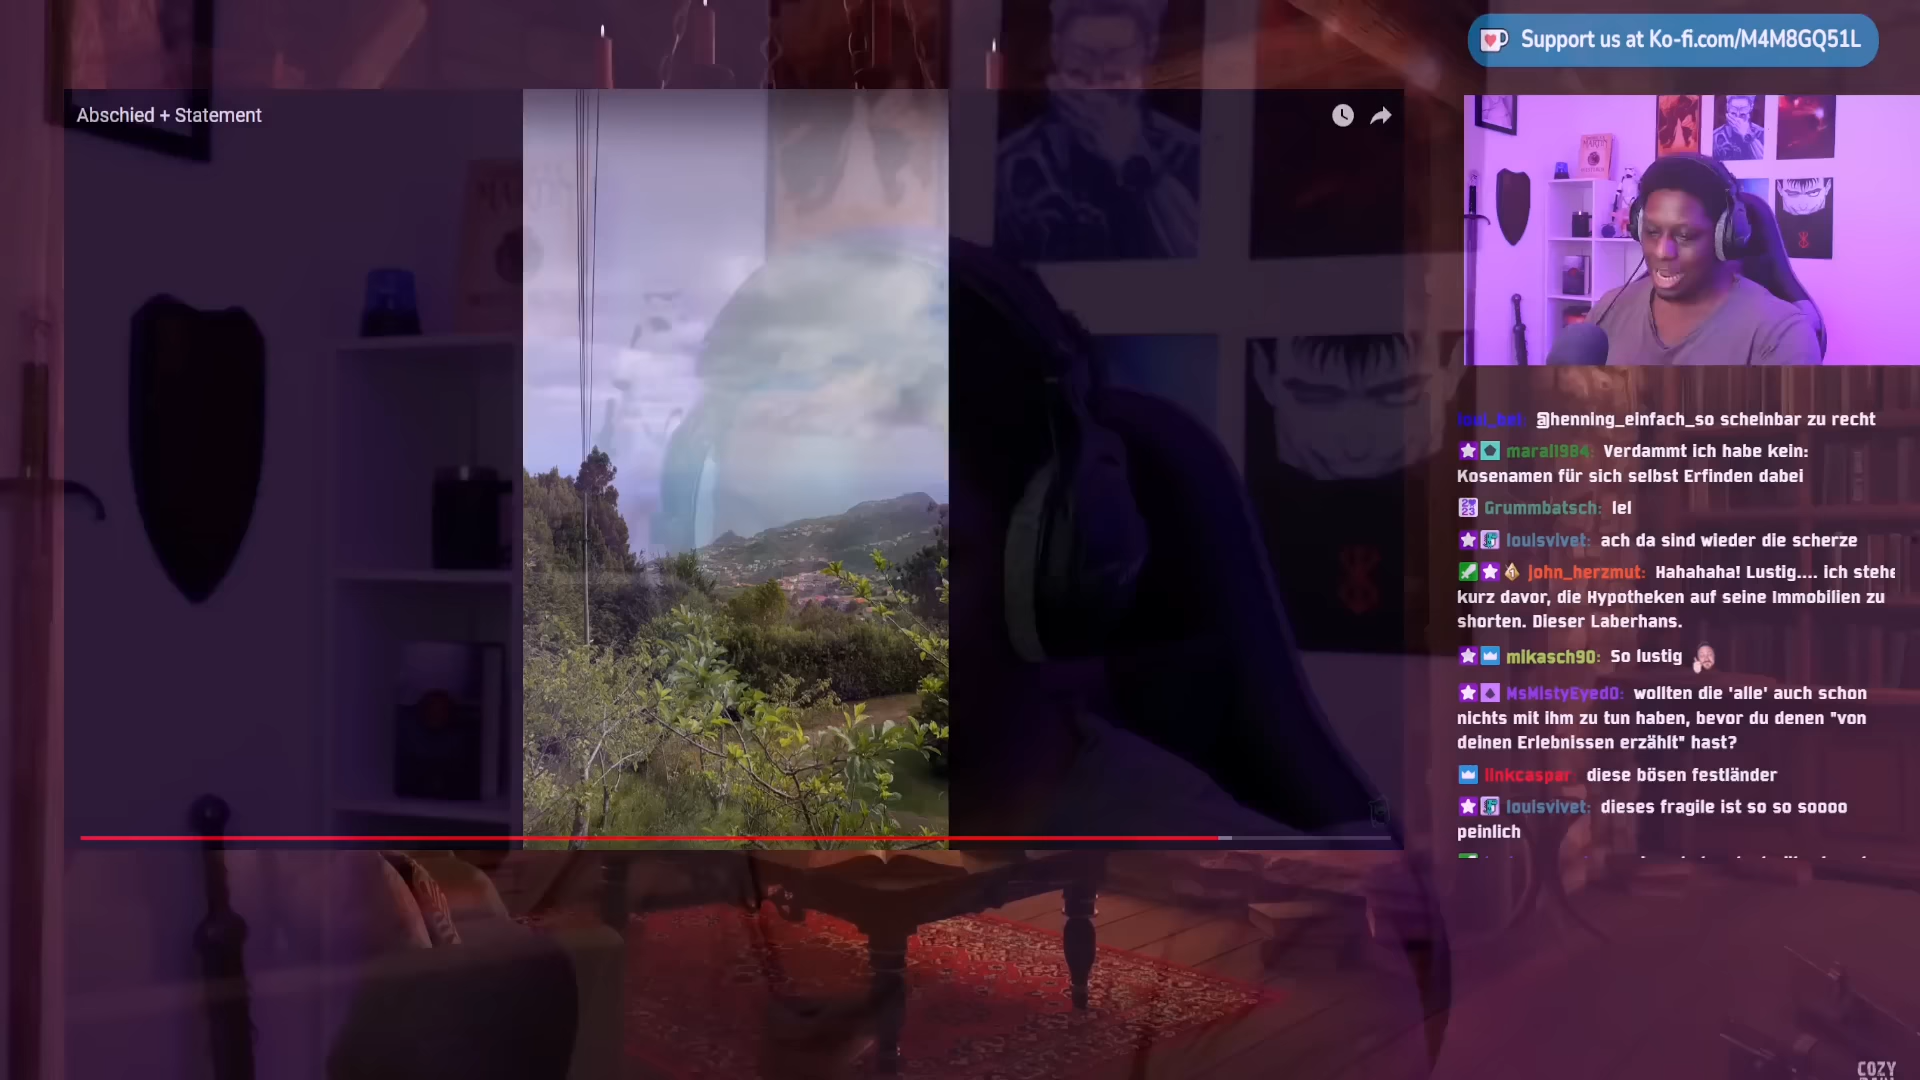 Support us at Ko-fi.com/M4M8GQ51L
Abschied + Statement
MARTIN
@henning_einfach_so scheinbar zu recht
marali984: Verdammt ich habe kein:
Kosenamen für sich selbst Erfinden dabei
Grummbatsch: lel
louisvivet: ach da sind wieder die scherze
john_herzmut: Hahahaha! Lustig.... ich stehe
kurz davor, die Hypotheken auf seine Immobilien zu
shorten. Dieser Laberhans.
mikasch90: So lustig
MsMistyEyed0: wollten die 'alle' auch schon
nichts mit ihm zu tun haben, bevor du denen "von
deinen Erlebnissen erzählt" hast?
linkcaspar: diese bösen festländer
louisvivet: dieses fragile ist so so soooo
peinlich
COZY